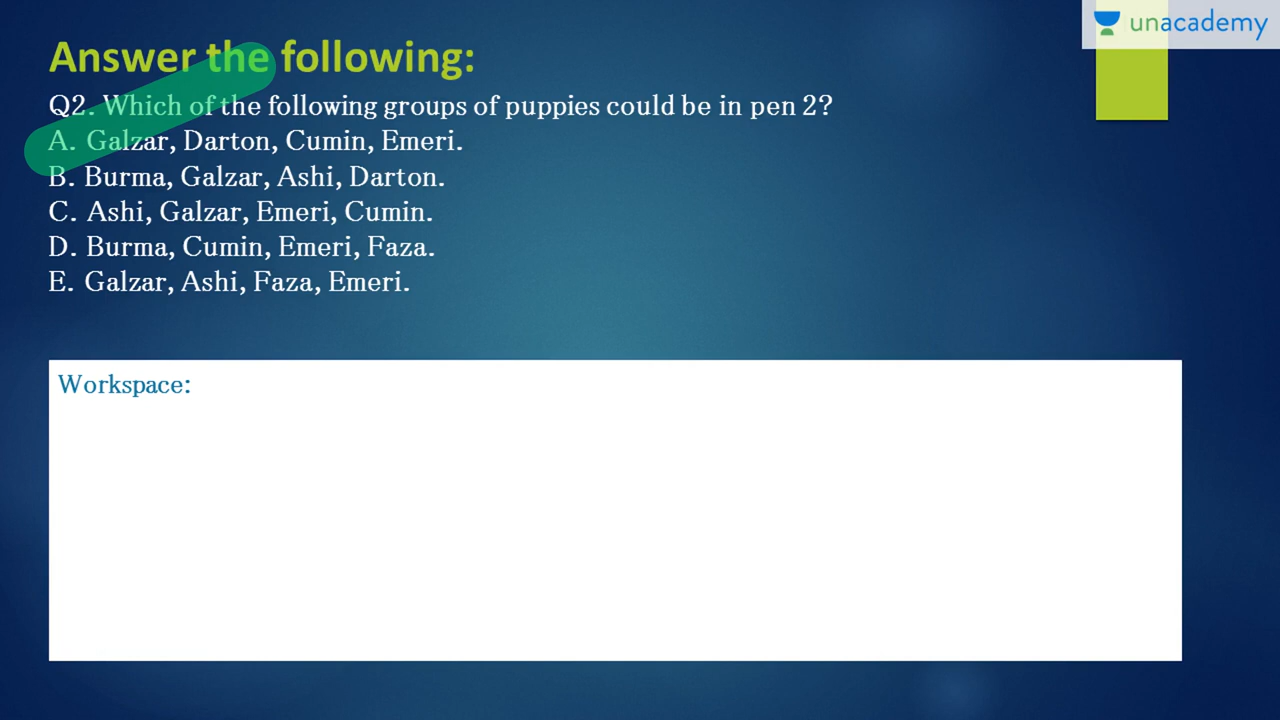 unacademy
Answer the following:
Q2. Which of the following groups of puppies could be in pen 2?
A. Galzar, Darton, Cumin, Emeri.
B. Burma, Galzar, Ashi, Darton.
C. Ashi, Galzar, Emeri, Cumin.
D. Burma, Cumin, Emeri, Faza.
E. Galzar, Ashi, Faza, Emeri.
Workspace: